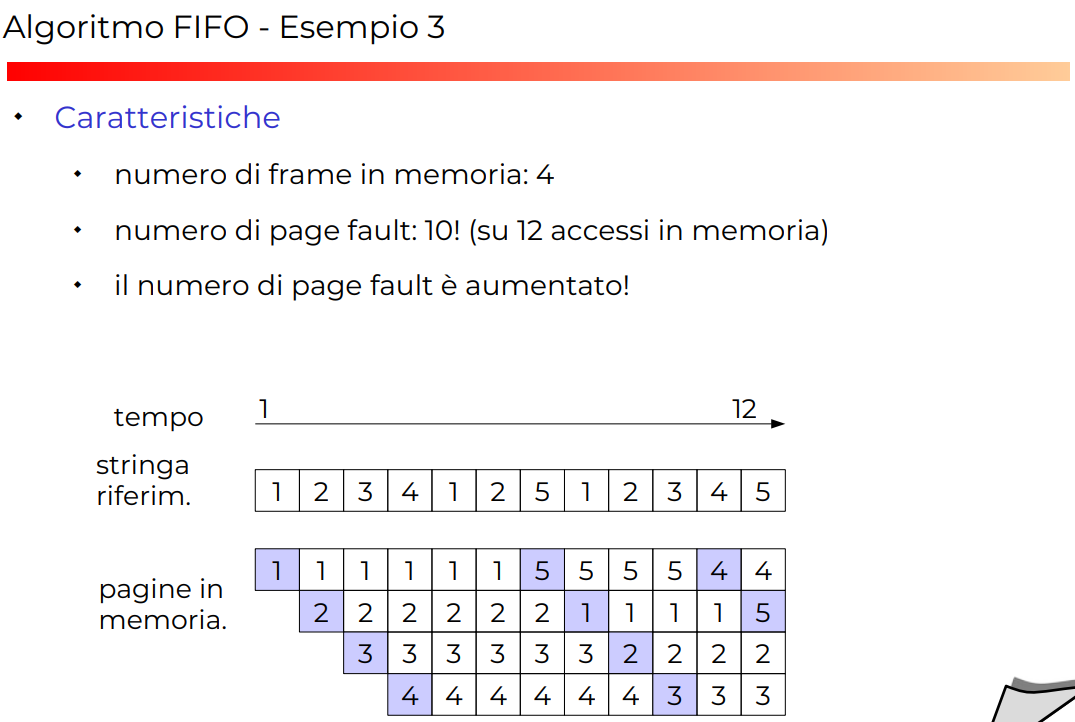 Algoritmo FIFO - Esempio 3
Caratteristiche
numero di frame in memoria: 4
numero di page fault: 10! (su 12 accessi in memoria)
il numero di page fault è aumentato!
tempo 1 12
stringa
riferim. 1 2 3 4 1 2 5 1 2 3 4 5
pagine in
memoria.
1 1 1 1 1 1 5 5 5 5 4 4
2 2 2 2 2 2 1 1 1 1 5
3 3 3 3 3 3 2 2 2 2
4 4 4 4 4 4 3 3 3